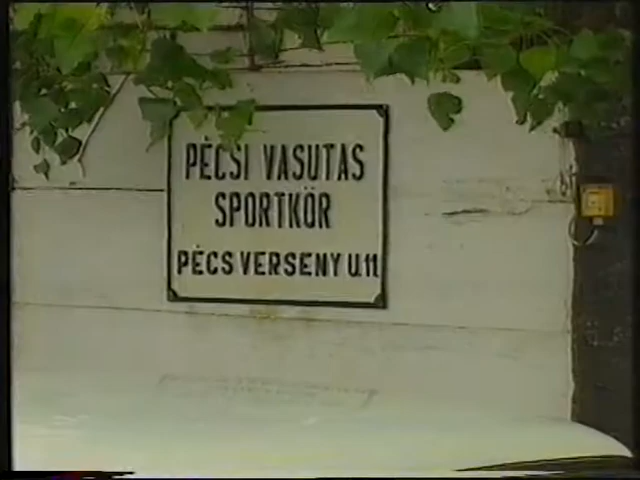 PÉCSI VASUTAS
SPORTKÖR
PÉCS VERSENY U. 11